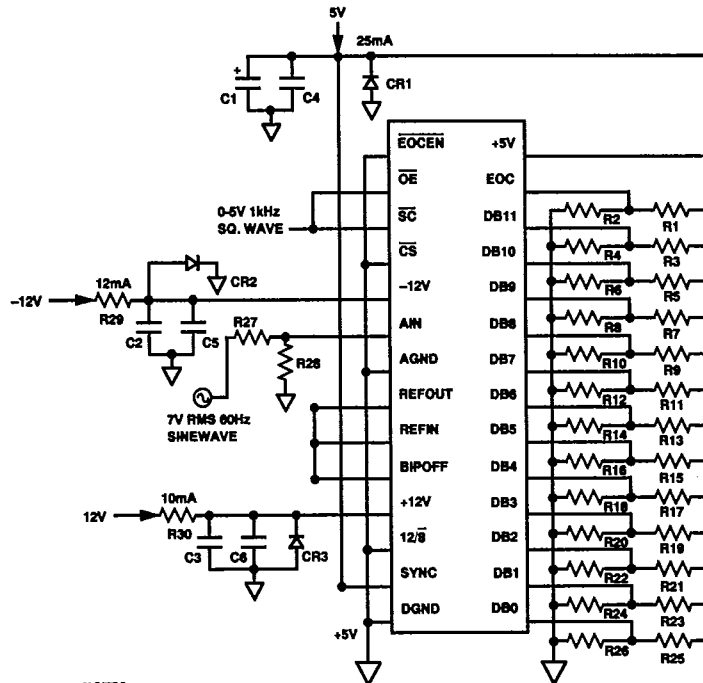 5V
25mA
+
C1
C4
CR1
EOCEN
+5V
OE
EOC
0-5V 1kHz
SQ. WAVE
SC
DB11
R2
R1
CS
DB10
R4
R3
12mA
CR2
-12V
DB9
R6
R5
–12V
R29
R27
AIN
DB8
R8
R7
C2
C5
R28
AGND
DB7
R10
R9
7V RMS 60Hz
SINEWAVE
REFOUT
DB6
R12
R11
REFIN
DB5
R14
R13
BIPOFF
DB4
R16
R15
10mA
12V
+12V
DB3
R18
R17
R30
C3
C6
CR3
12/8
DB2
R20
R19
SYNC
DB1
R22
R21
DGND
DB0
R24
R23
+5V
R26
R25